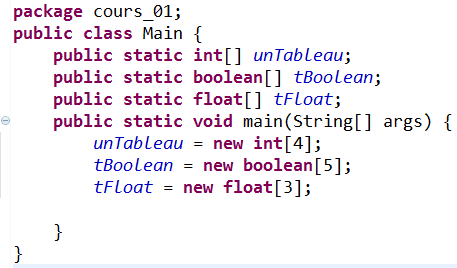 package cours_01;
public class Main {
    public static int[] unTableau;
    public static boolean[] tBoolean;
    public static float[] tFloat;
    public static void main(String[] args) {
        unTableau = new int[4];
        tBoolean = new boolean[5];
        tFloat = new float[3];
    }
}